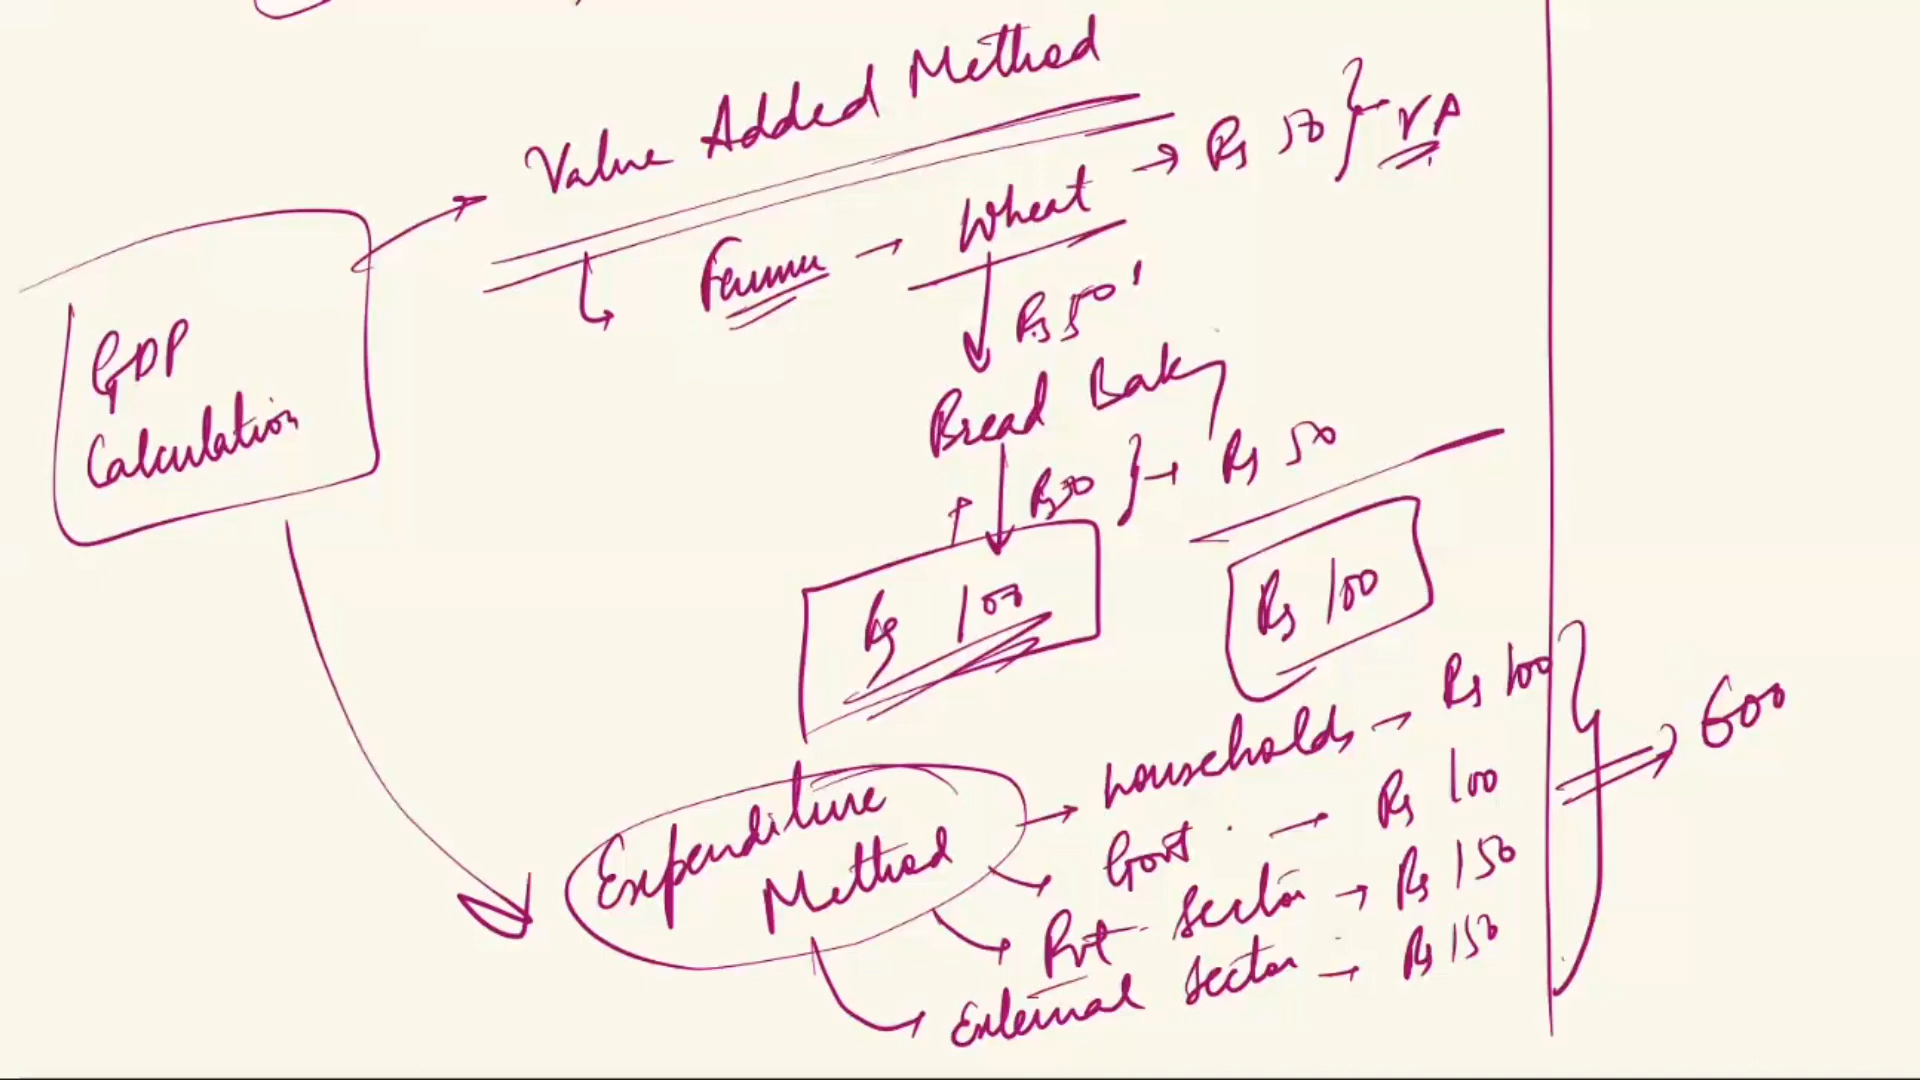 Value Added Method
Farmer → Wheat → Rs 50 } VA
Rs 50
GDP
Calculation
Bread Baking
Rs 50 } → Rs 50
Rs 100
Rs 100
Expenditure
Method
households → Rs 100
Govt → Rs 100
Pvt Sector → Rs 150
External Sector → Rs 150
600